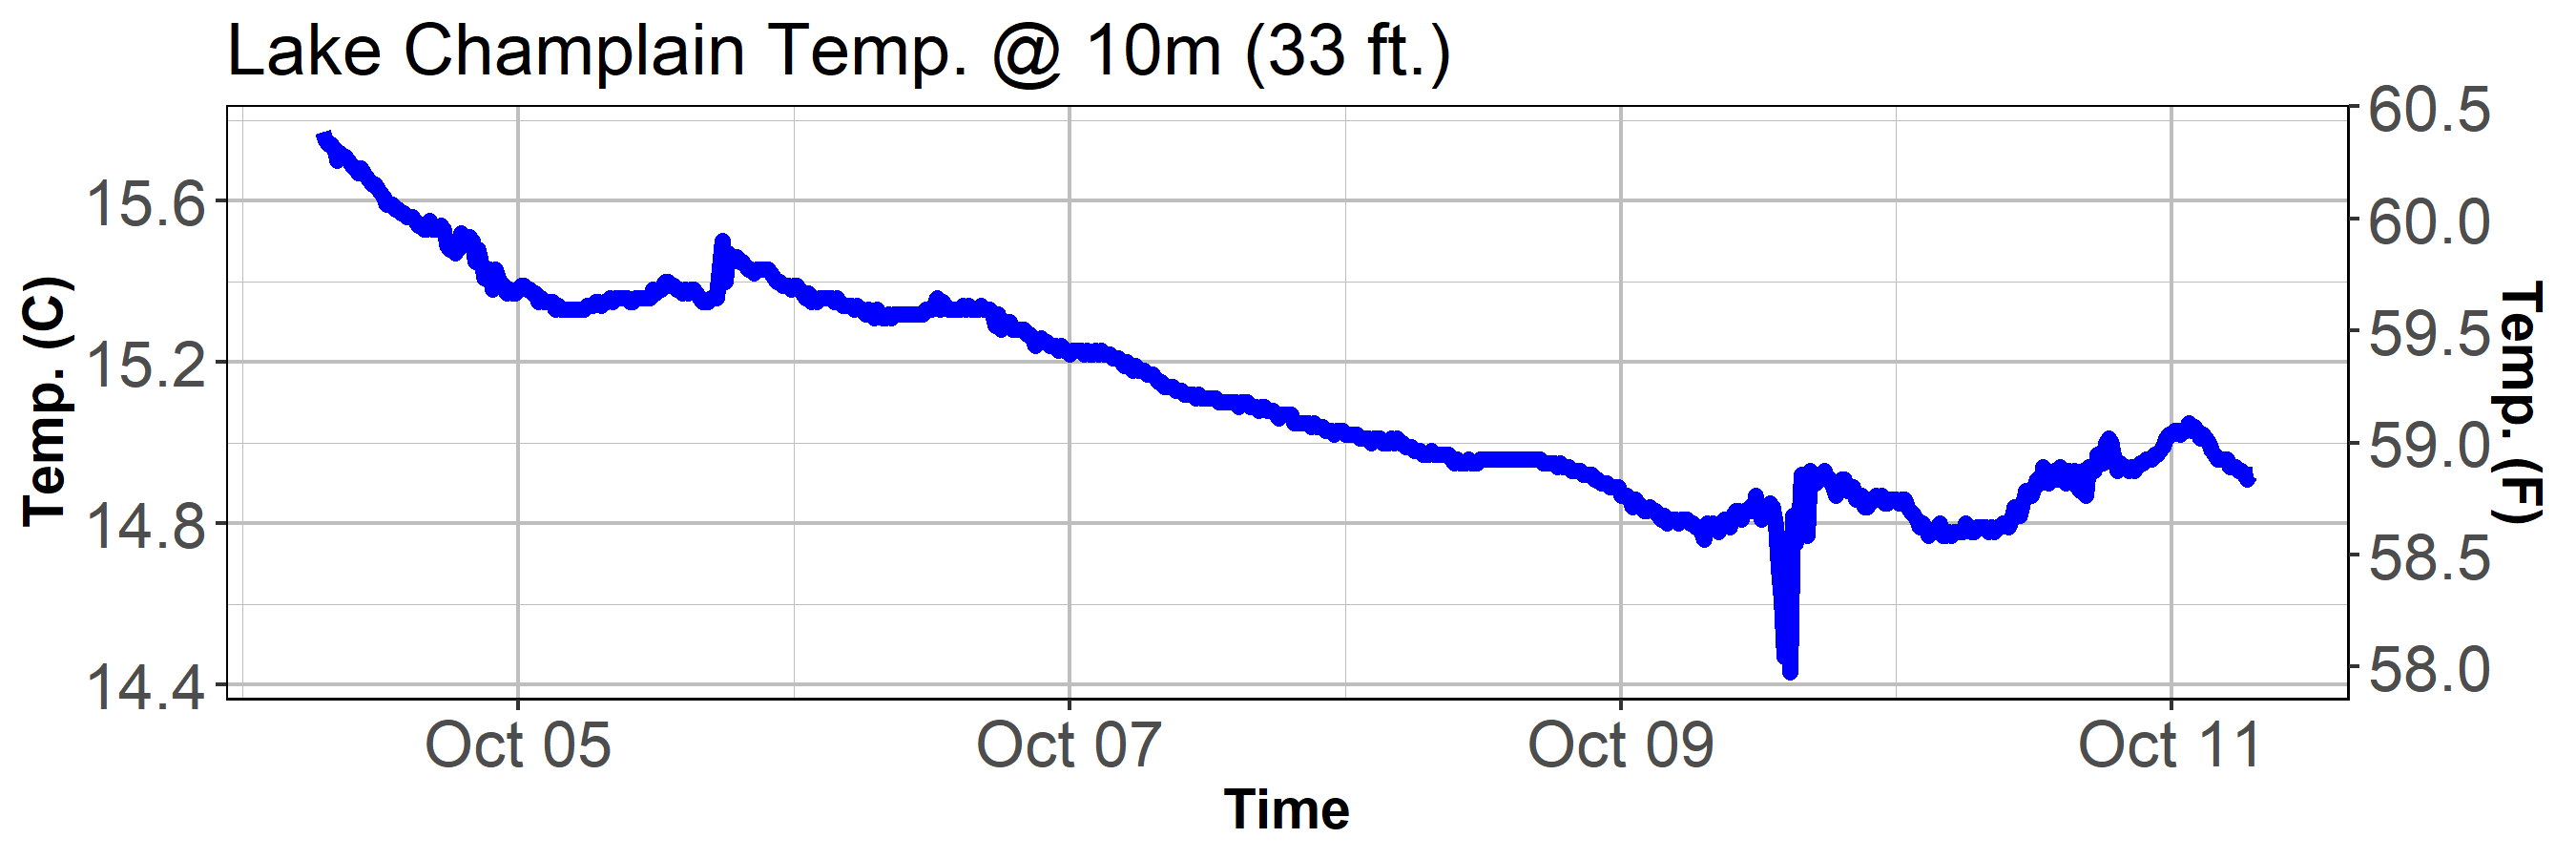 Lake Champlain Temp. @ 10m (33 ft.)
Temp. (C)
15.6
15.2
14.8
14.4
60.5
60.0
59.5
59.0
58.5
58.0
Temp. (F)
Oct 05
Oct 07
Oct 09
Oct 11
Time